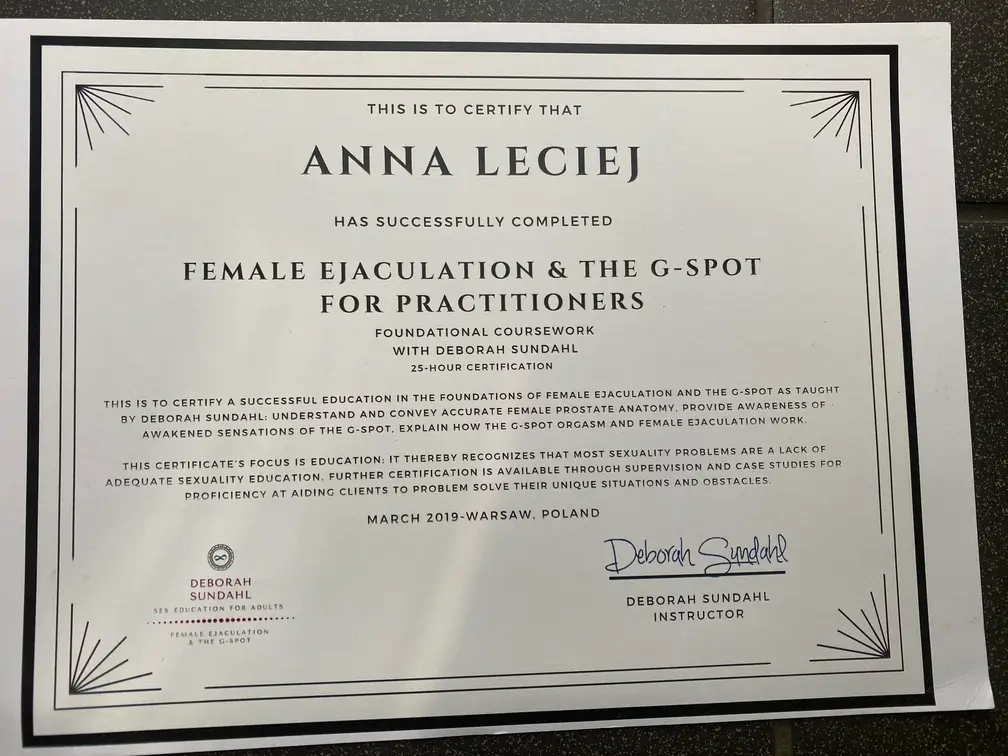 THIS IS TO CERTIFY THAT
ANNA LECIEJ
HAS SUCCESSFULLY COMPLETED
FEMALE EJACULATION & THE G-SPOT
FOR PRACTITIONERS
FOUNDATIONAL COURSEWORK
WITH DEBORAH SUNDAHL
25-HOUR CERTIFICATION
THIS IS TO CERTIFY A SUCCESSFUL EDUCATION IN THE FOUNDATIONS OF FEMALE EJACULATION AND THE G-SPOT AS TAUGHT
BY DEBORAH SUNDAHL: UNDERSTAND AND CONVEY ACCURATE FEMALE PROSTATE ANATOMY, PROVIDE AWARENESS OF
AWAKENED SENSATIONS OF THE G-SPOT, EXPLAIN HOW THE G-SPOT ORGASM AND FEMALE EJACULATION WORK.
THIS CERTIFICATE'S FOCUS IS EDUCATION; IT THEREBY RECOGNIZES THAT MOST SEXUALITY PROBLEMS ARE A LACK OF
ADEQUATE SEXUALITY EDUCATION. FURTHER CERTIFICATION IS AVAILABLE THROUGH SUPERVISION AND CASE STUDIES FOR
PROFICIENCY AT AIDING CLIENTS TO PROBLEM SOLVE THEIR UNIQUE SITUATIONS AND OBSTACLES.
MARCH 2019-WARSAW, POLAND
DEBORAH
SUNDAHL
SEX EDUCATION FOR ADULTS
FEMALE EJACULATION
& THE G-SPOT
Deborah Sundahl
DEBORAH SUNDAHL
INSTRUCTOR